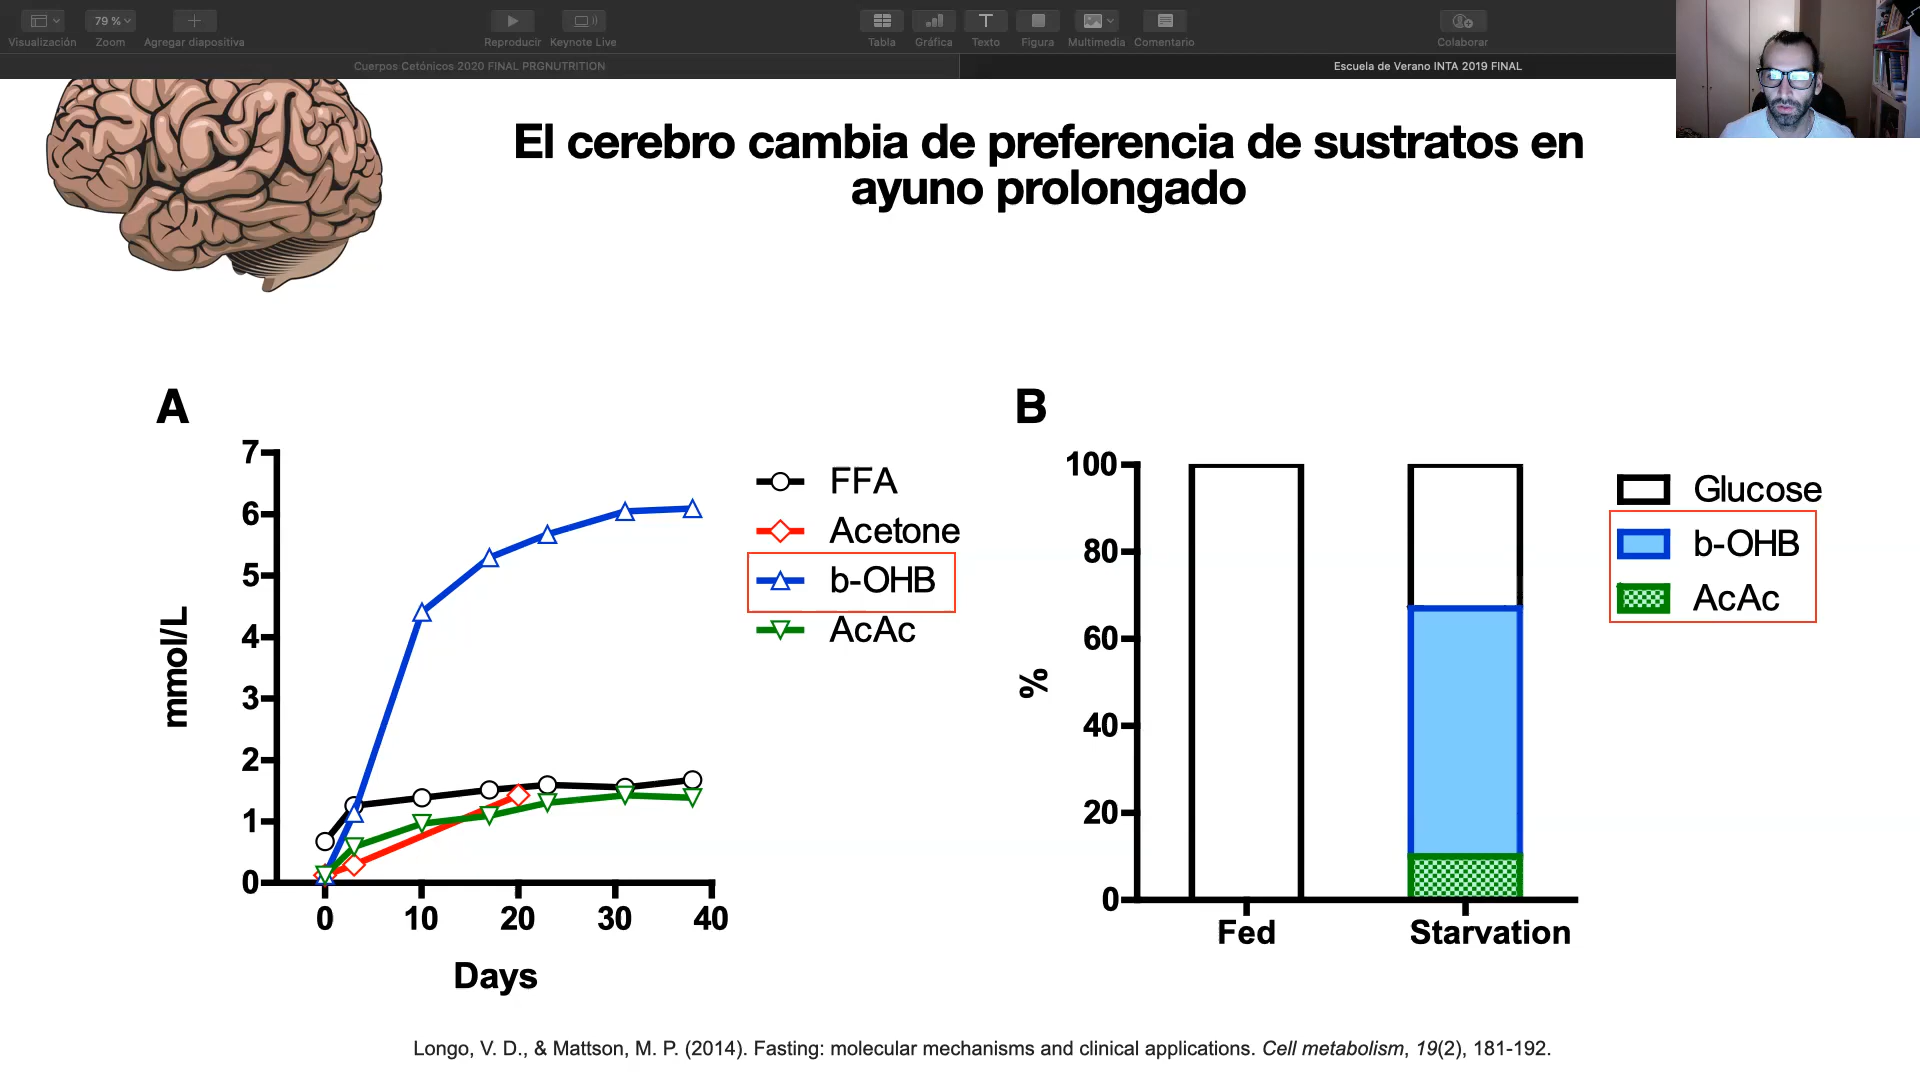 79 %
Visualización
Zoom
Agregar diapositiva
Reproducir
Keynote Live
Tabla
Gráfica
Texto
Figura
Multimedia
Comentario
Colaborar
Cuerpos Cetónicos 2020 FINAL PRGNUTRITION
Escuela de Verano INTA 2019 FINAL
El cerebro cambia de preferencia de sustratos en
ayuno prolongado
A
7
6
5
4
3
2
1
0
mmol/L
0 10 20 30 40
Days
FFA
Acetone
b-OHB
AcAc
B
100
80
60
40
20
0
%
Fed
Starvation
Glucose
b-OHB
AcAc
Longo, V. D., & Mattson, M. P. (2014). Fasting: molecular mechanisms and clinical applications. Cell metabolism, 19(2), 181-192.